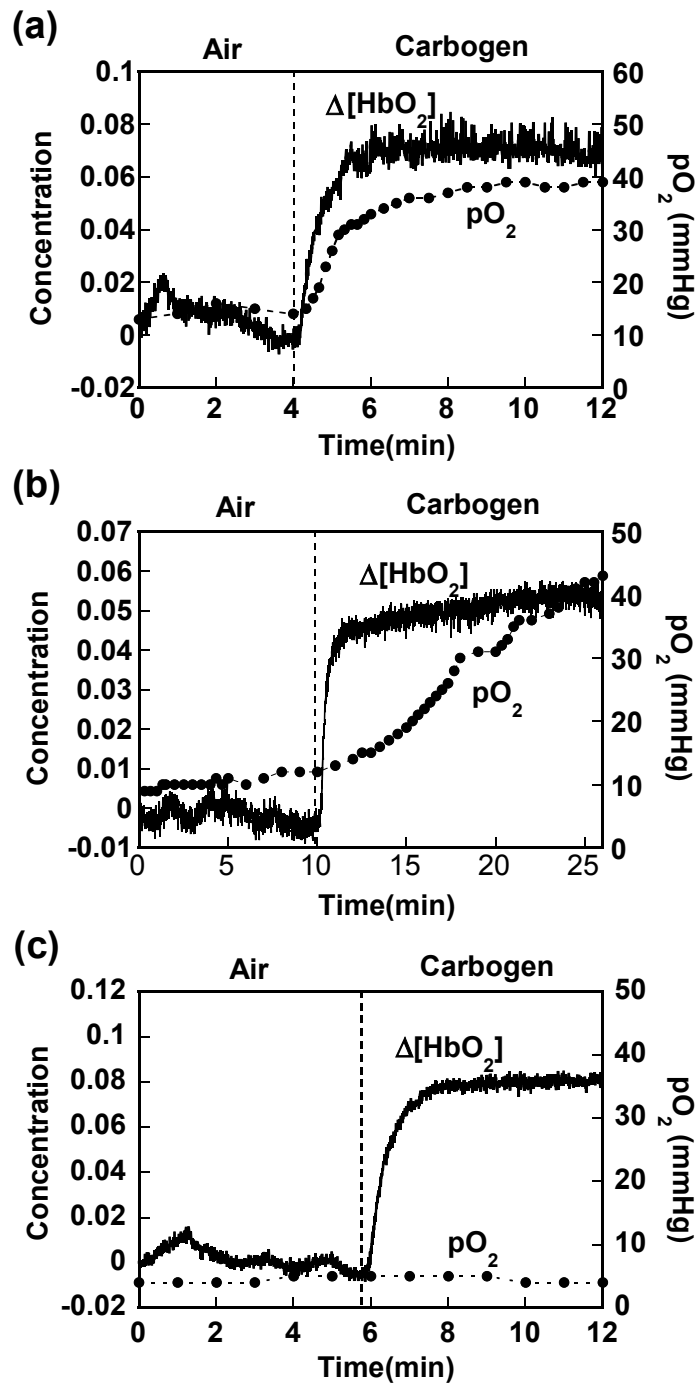 (a)
Air Carbogen
Δ[HbO2]
pO2
0.1
0.08
0.06
0.04
0.02
0
-0.02
Concentration
60
50
40
30
20
10
0
pO2 (mmHg)
0 2 4 6 8 10 12
Time(min)
(b)
Air Carbogen
Δ[HbO2]
pO2
0.07
0.06
0.05
0.04
0.03
0.02
0.01
0
-0.01
Concentration
50
40
30
20
10
0
pO2 (mmHg)
0 5 10 15 20 25
Time(min)
(c)
Air Carbogen
Δ[HbO2]
pO2
0.12
0.1
0.08
0.06
0.04
0.02
0
-0.02
Concentration
50
40
30
20
10
0
pO2 (mmHg)
0 2 4 6 8 10 12
Time(min)